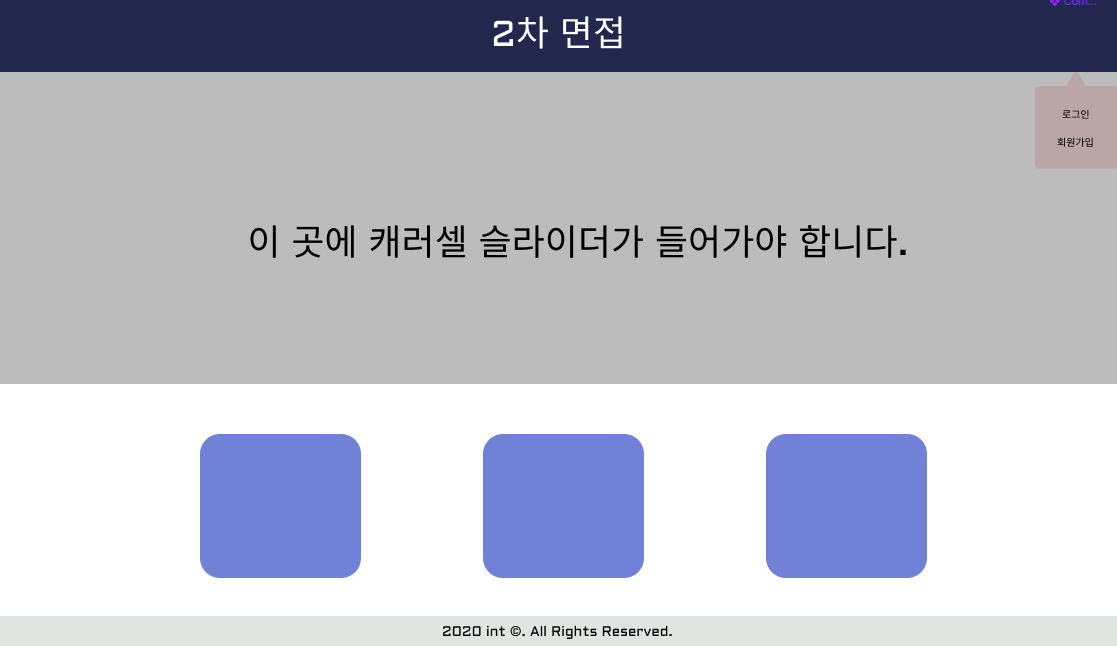 Com...
2차 면접
로그인
회원가입
이 곳에 캐러셀 슬라이더가 들어가야 합니다.
2020 int ©. All Rights Reserved.